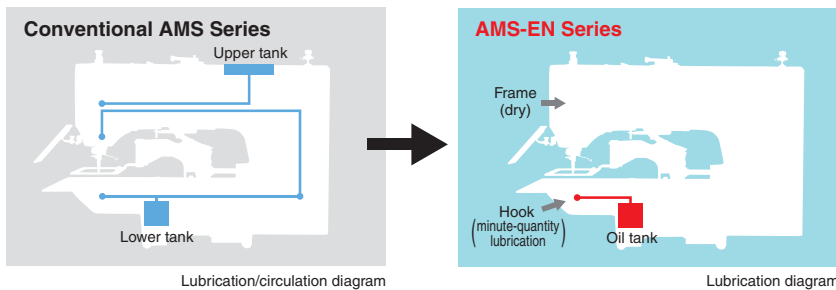 Conventional AMS Series
Upper tank
Lower tank
Lubrication/circulation diagram
AMS-EN Series
Frame
(dry)
Hook
(minute-quantity
lubrication)
Oil tank
Lubrication diagram